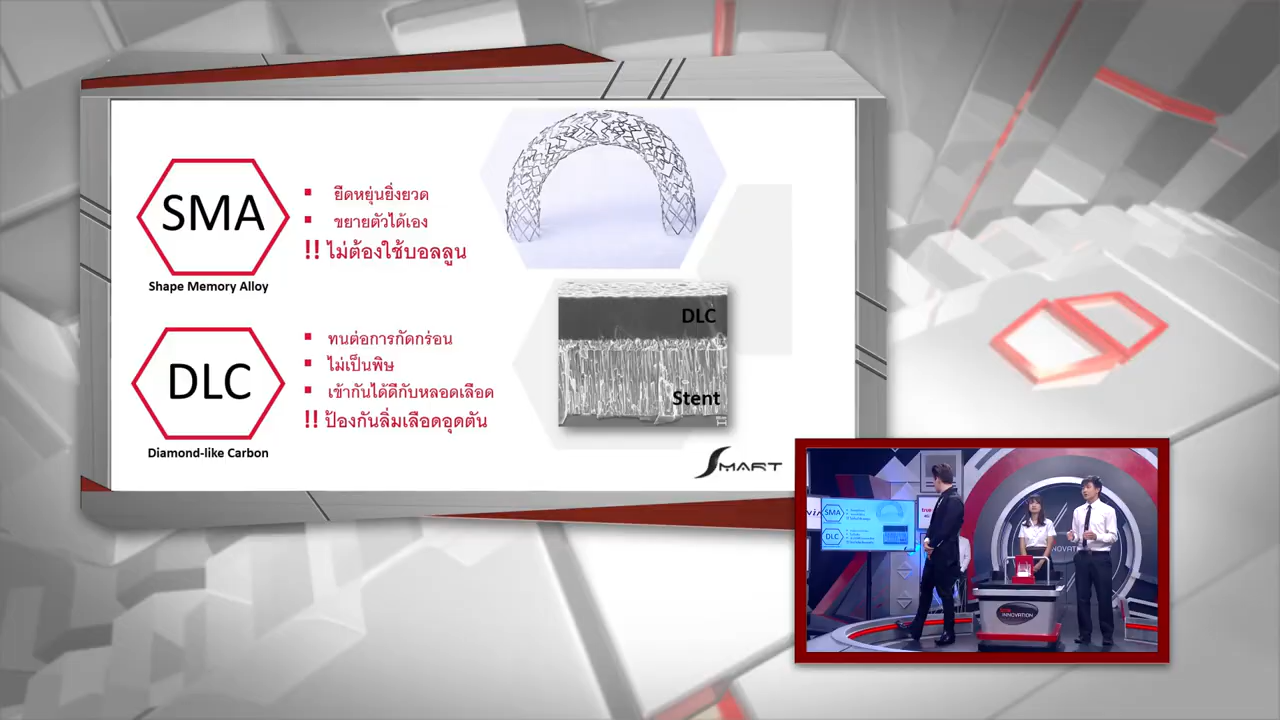 SMA
Shape Memory Alloy
▪ ยืดหยุ่นยิ่งยวด
▪ ขยายตัวได้เอง
!! ไม่ต้องใช้บอลลูน
DLC
Diamond-like Carbon
▪ ทนต่อการกัดกร่อน
▪ ไม่เป็นพิษ
▪ เข้ากันได้ดีกับหลอดเลือด
!! ป้องกันลิ่มเลือดอุดตัน
DLC
Stent
SMART
SMA
DLC
true
INNOVATION
INNOVATION